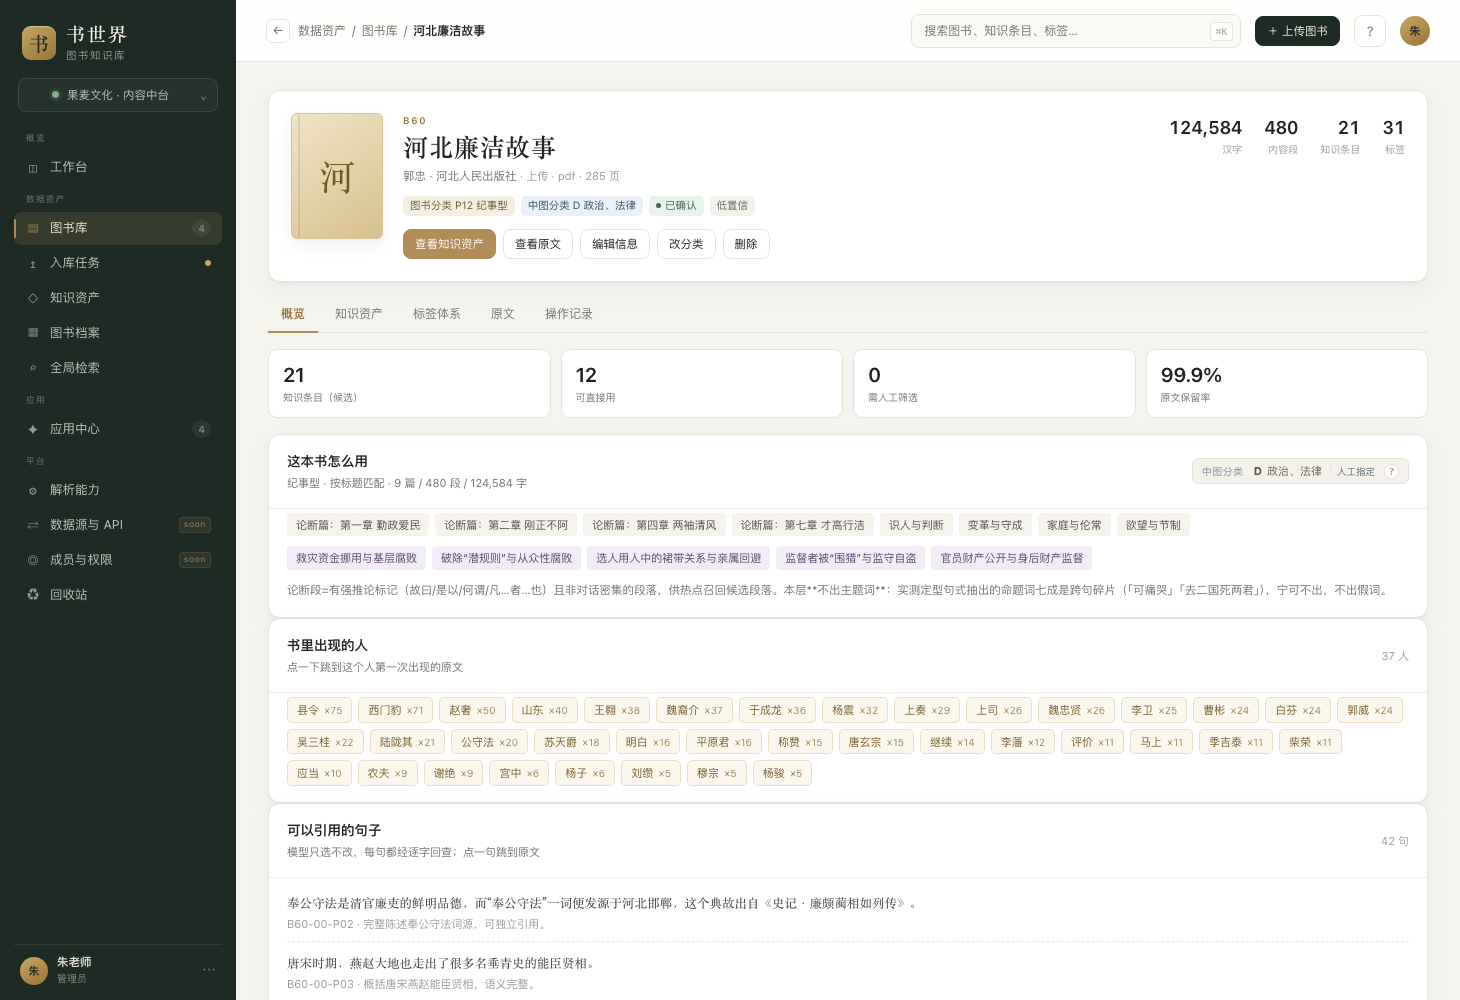 书 书世界
图书知识库
果麦文化 · 内容中台
概览
工作台
数据资产
图书库 4
入库任务
知识资产
图书档案
全局检索
应用
应用中心 4
平台
解析能力
数据源与 API soon
成员与权限 soon
回收站
朱 朱老师
管理员
← 数据资产 / 图书库 / 河北廉洁故事
搜索图书、知识条目、标签... ⌘K
+ 上传图书
?
朱
河
B60
河北廉洁故事
郭忠 · 河北人民出版社 · 上传 · pdf · 285 页
图书分类 P12 纪事型 中图分类 D 政治、法律 已确认 低置信
查看知识资产 查看原文 编辑信息 改分类 删除
124,584 480 21 31
汉字 内容段 知识条目 标签
概览 知识资产 标签体系 原文 操作记录
21
知识条目（候选）
12
可直接用
0
需人工筛选
99.9%
原文保留率
这本书怎么用
纪事型 · 按标题匹配 · 9 篇 / 480 段 / 124,584 字
中图分类 D 政治、法律 人工指定 ?
论断篇：第一章 勤政爱民 论断篇：第二章 刚正不阿 论断篇：第四章 两袖清风 论断篇：第七章 才高行洁 识人与判断 变革与守成 家庭与伦常 欲望与节制
救灾资金挪用与基层腐败 破除“潜规则”与从众性腐败 选人用人中的裙带关系与亲属回避 监督者被“围猎”与监守自盗 官员财产公开与身后财产监督
论断段=有强推论标记（故曰/是以/何谓/凡…者…也）且非对话密集的段落，供热点召回候选段落。本层**不出主题词**：实测定型句式抽出的命题词七成是跨句碎片（「可痛哭」「去二国死两君」），宁可不出，不出假词。
书里出现的人
点一下跳到这个人第一次出现的原文
37 人
县令 ×75 西门豹 ×71 赵奢 ×50 山东 ×40 王翱 ×38 魏裔介 ×37 于成龙 ×36 杨震 ×32 上奏 ×29 上司 ×26 魏忠贤 ×26 李卫 ×25 曹彬 ×24 白芬 ×24 郭威 ×24
吴三桂 ×22 陆陇其 ×21 公守法 ×20 苏天爵 ×18 明白 ×16 平原君 ×16 称赞 ×15 唐玄宗 ×15 继续 ×14 李藩 ×12 评价 ×11 马上 ×11 季吉泰 ×11 柴荣 ×11
应当 ×10 农夫 ×9 谢绝 ×9 宫中 ×6 杨子 ×6 刘缵 ×5 穆宗 ×5 杨骏 ×5
可以引用的句子
模型只选不改，每句都经逐字回查；点一句跳到原文
42 句
奉公守法是清官廉吏的鲜明品德，而“奉公守法”一词便发源于河北邯郸，这个典故出自《史记 · 廉颇蔺相如列传》。
B60-00-P02 · 完整陈述奉公守法词源，可独立引用。
唐宋时期，燕赵大地也走出了很多名垂青史的能臣贤相。
B60-00-P03 · 概括唐宋燕赵能臣贤相，语义完整。